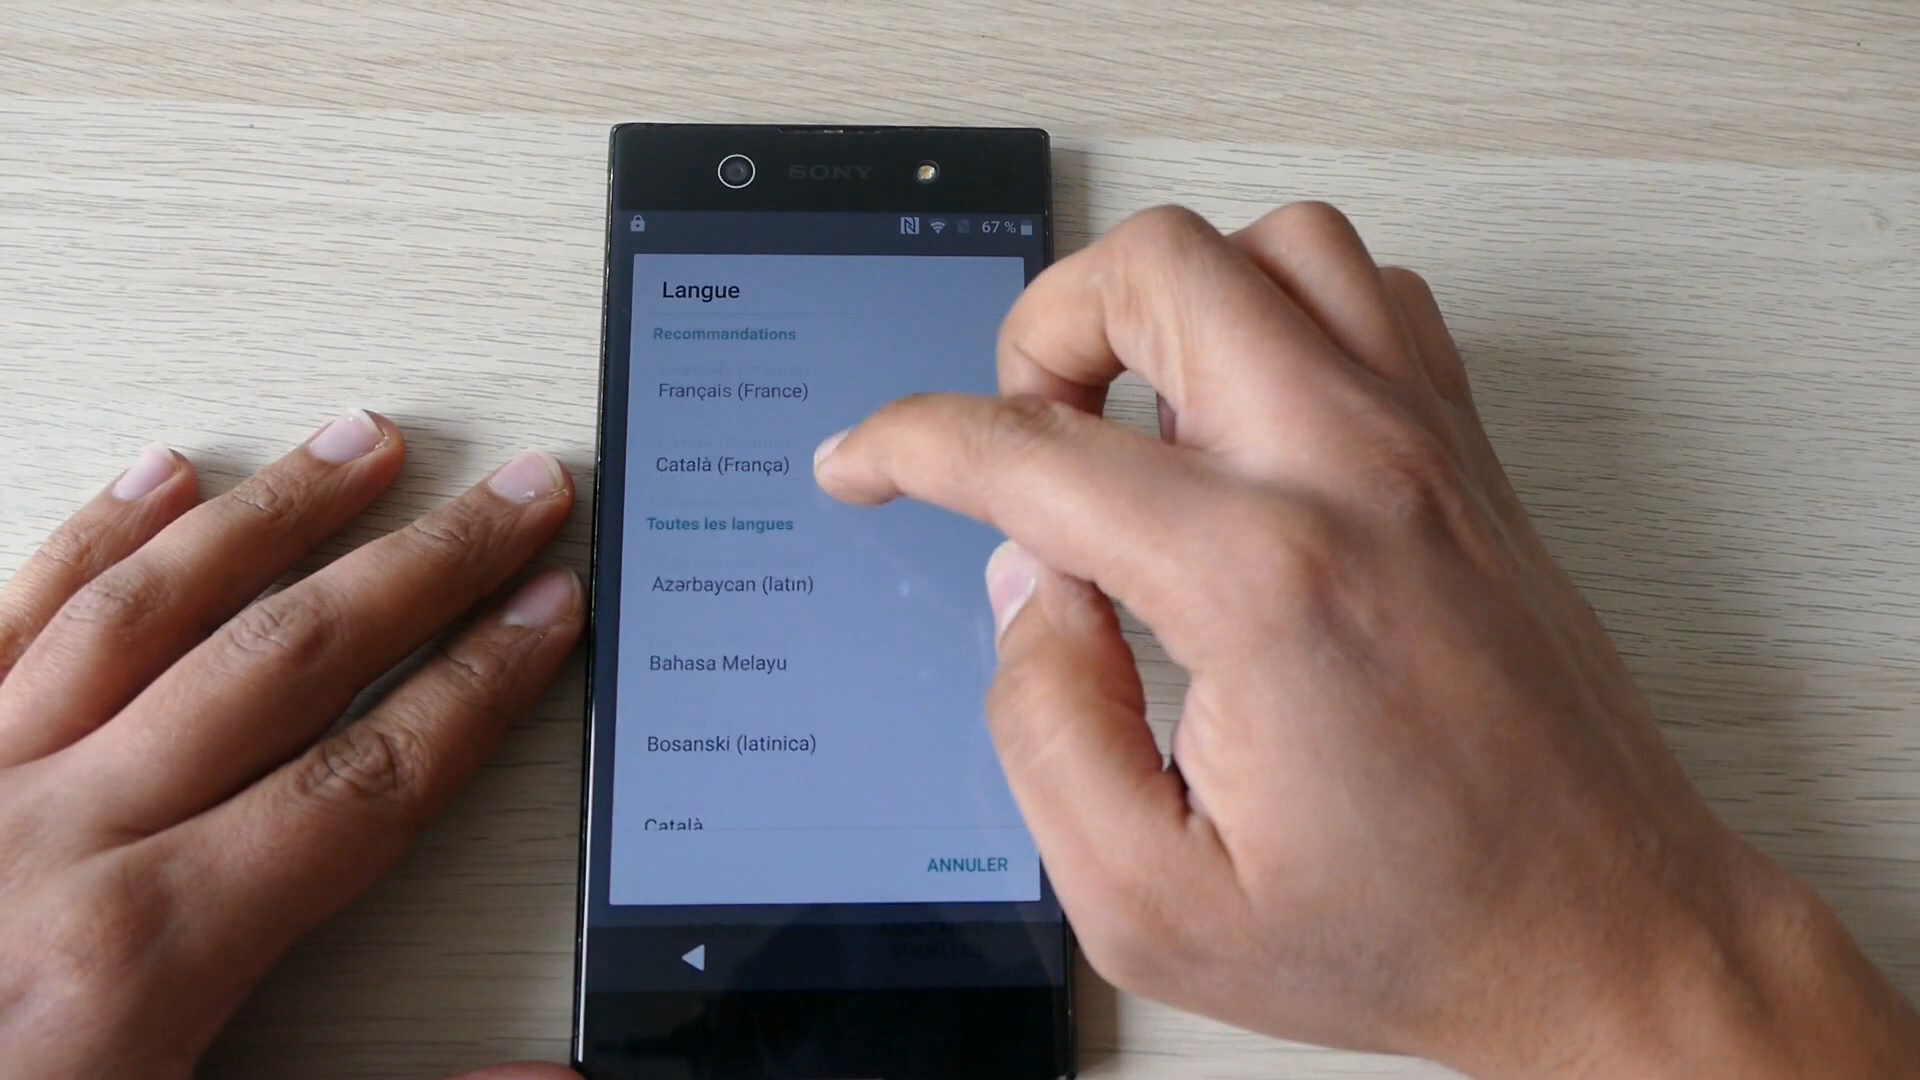 SONY
67 %
Langue
Recommandations
Français (France)
Català (França)
Toutes les langues
Azərbaycan (latın)
Bahasa Melayu
Bosanski (latinica)
Català
ANNULER